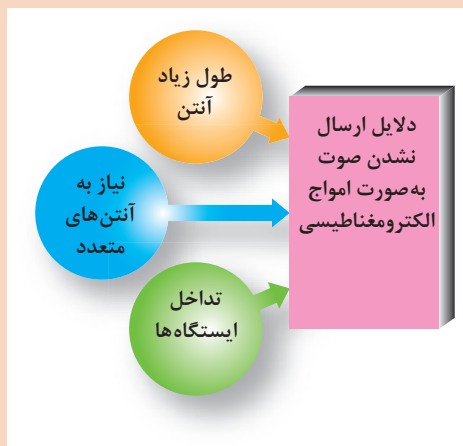 طول زیاد
آنتن
دلایل ارسال
نشدن صوت
به‌صورت امواج
الکترومغناطیسی
نیاز به
آنتن‌های
متعدد
تداخل
ایستگاه‌ها